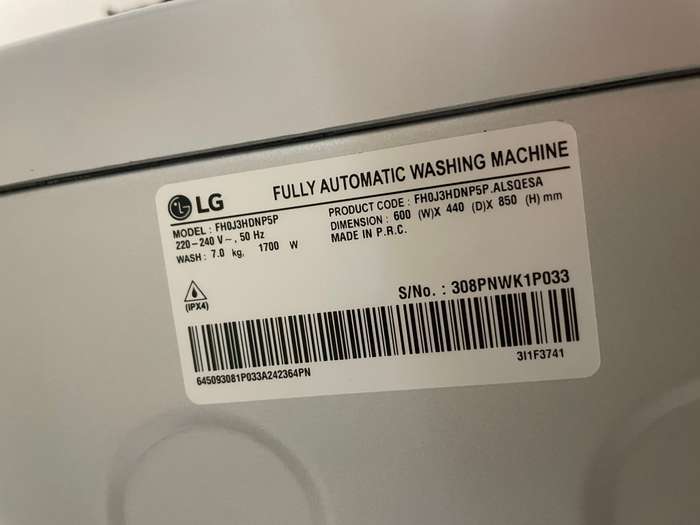 LG FULLY AUTOMATIC WASHING MACHINE
MODEL : FH0J3HDNP5P
220-240 V~, 50 Hz
WASH : 7.0 kg, 1700 W
PRODUCT CODE : FH0J3HDNP5P.ALSQESA
DIMENSION : 600 (W)X 440 (D)X 850 (H) mm
MADE IN P.R.C.
(IPX4)
S/No. : 308PNWK1P033
645093081P033A242364PN
3I1F3741